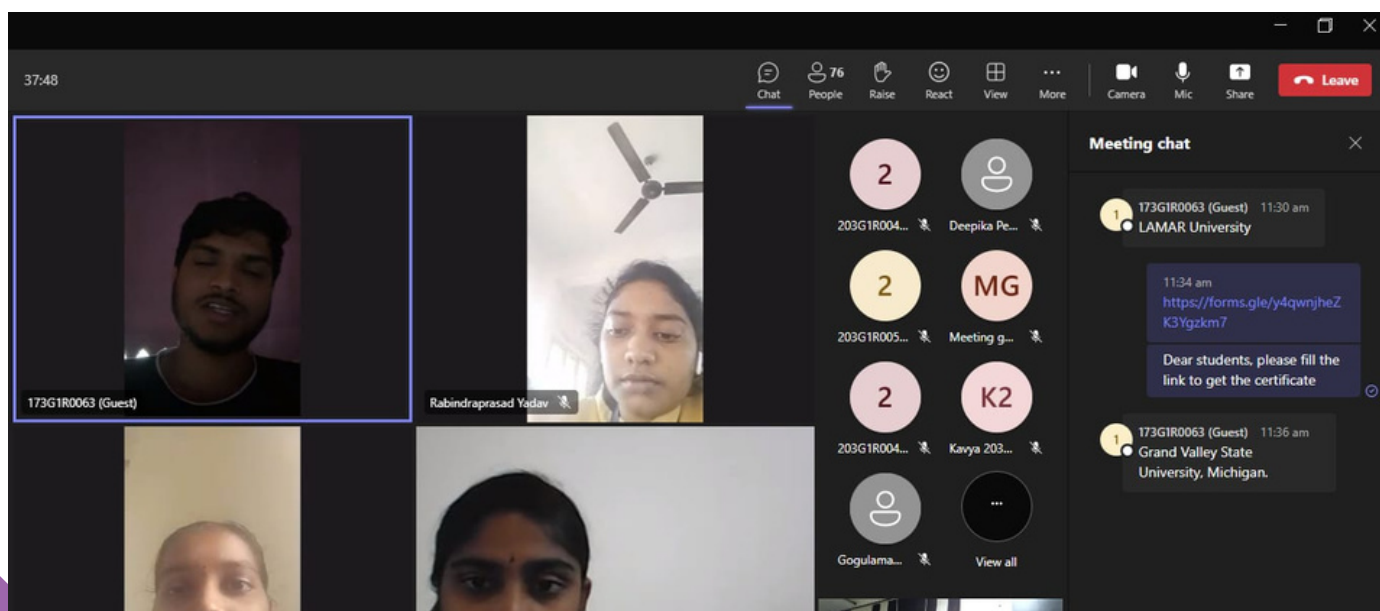 37:48
Chat
76
People
Raise
React
View
More
Camera
Mic
Share
Leave
173G1R0063 (Guest)
Rabindraprasad Yadav
2
203G1R004...
Deepika Pe...
2
203G1R005...
MG
Meeting g...
2
203G1R004...
K2
Kavya 203...
Gogulama...
...
View all
Meeting chat
1
173G1R0063 (Guest) 11:30 am
LAMAR University
11:34 am
https://forms.gle/y4qwnjheZ
K3Ygzkm7
Dear students, please fill the
link to get the certificate
1
173G1R0063 (Guest) 11:36 am
Grand Valley State
University, Michigan.